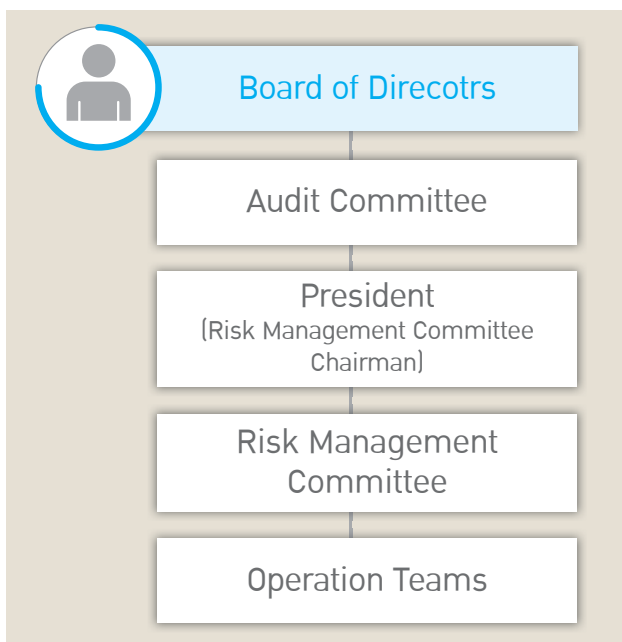 Board of Direcotrs
Audit Committee
President
(Risk Management Committee
Chairman)
Risk Management
Committee
Operation Teams